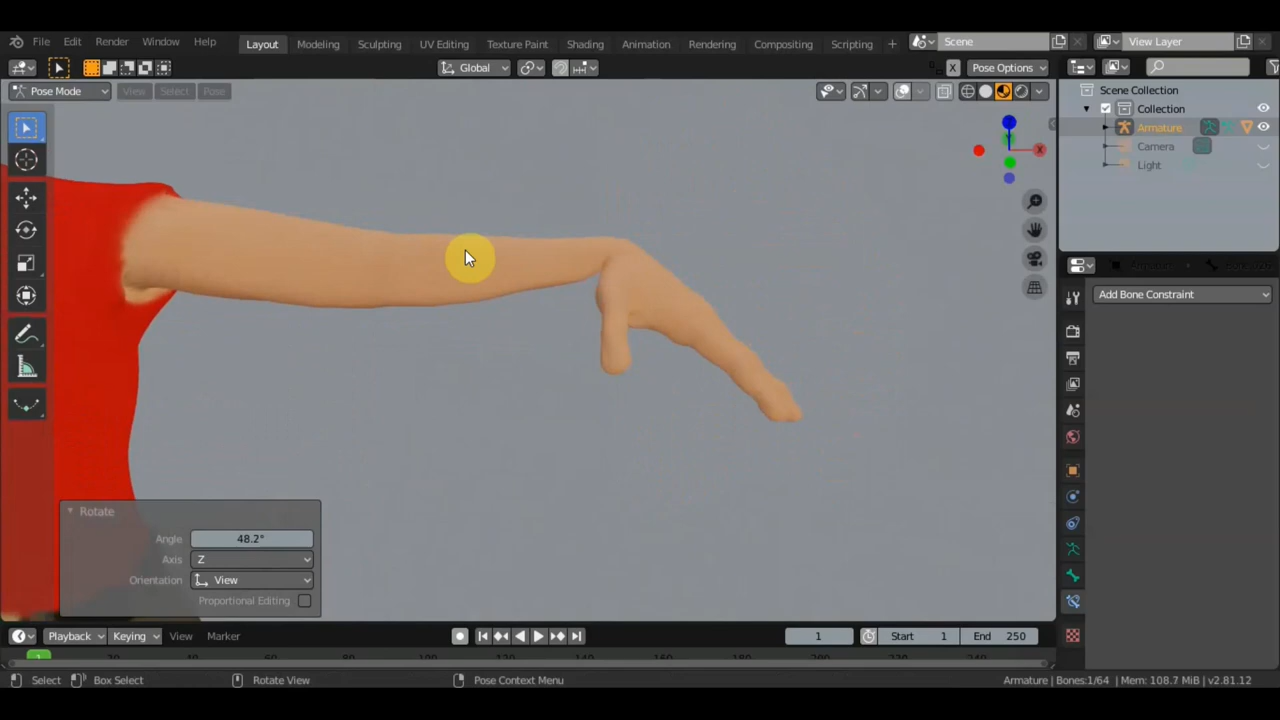 File Edit Render Window Help Layout Modeling Sculpting UV Editing Texture Paint Shading Animation Rendering Compositing Scripting + Scene View Layer
Global X Pose Options
Pose Mode View Select Pose
Scene Collection
Collection
Armature
Camera
Light
X
Add Bone Constraint
Rotate
Angle 48.2°
Axis Z
Orientation View
Proportional Editing
Playback Keying View Marker 1 Start 1 End 250
1
Select Box Select Rotate View Pose Context Menu Armature | Bones:1/64 | Mem: 108.7 MiB | v2.81.12